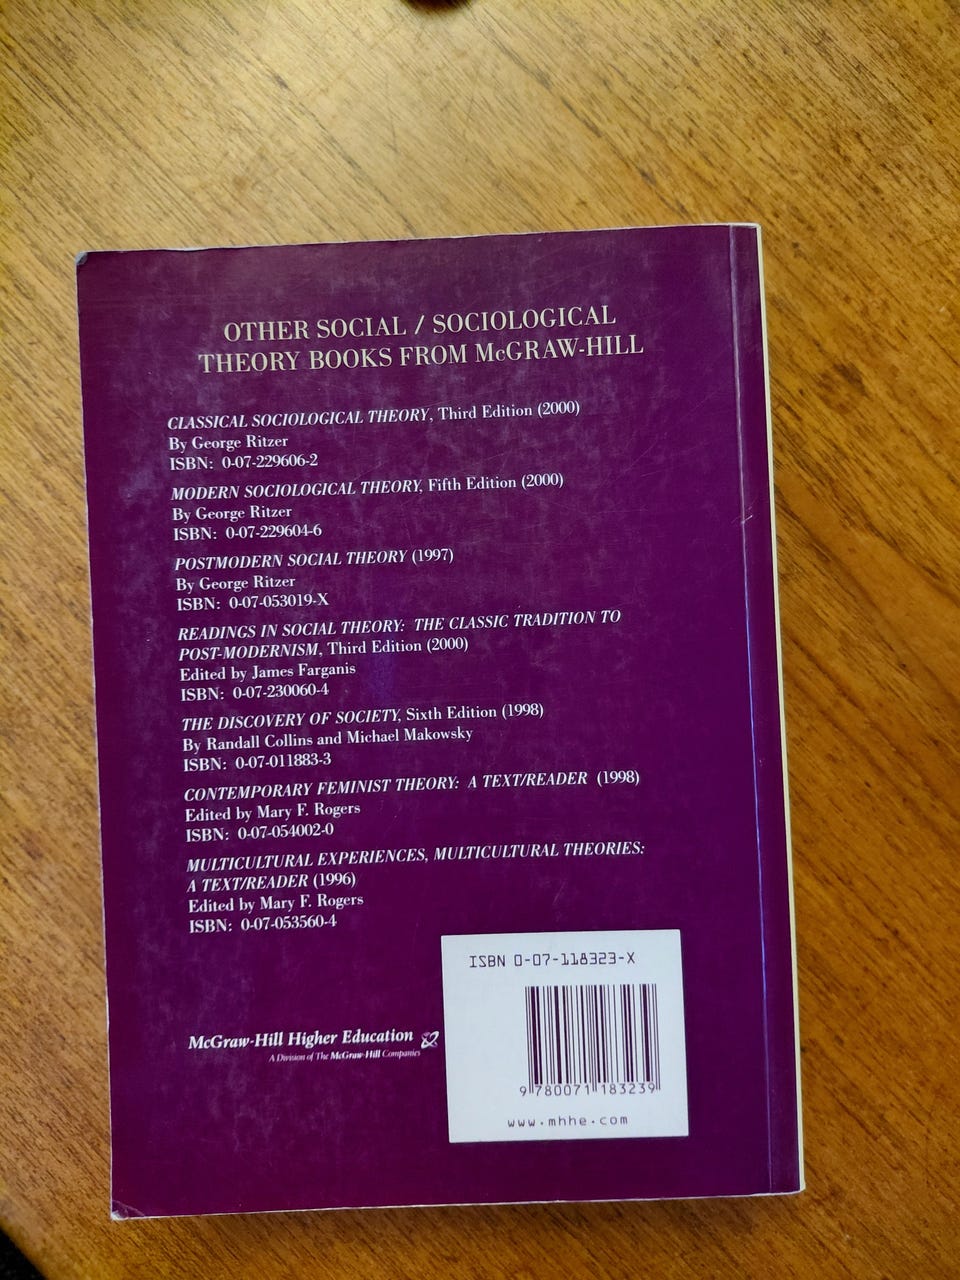 OTHER SOCIAL / SOCIOLOGICAL
THEORY BOOKS FROM McGRAW-HILL
CLASSICAL SOCIOLOGICAL THEORY, Third Edition (2000)
By George Ritzer
ISBN: 0-07-229606-2
MODERN SOCIOLOGICAL THEORY, Fifth Edition (2000)
By George Ritzer
ISBN: 0-07-229604-6
POSTMODERN SOCIAL THEORY (1997)
By George Ritzer
ISBN: 0-07-053019-X
READINGS IN SOCIAL THEORY: THE CLASSIC TRADITION TO
POST-MODERNISM, Third Edition (2000)
Edited by James Farganis
ISBN: 0-07-230060-4
THE DISCOVERY OF SOCIETY, Sixth Edition (1998)
By Randall Collins and Michael Makowsky
ISBN: 0-07-011883-3
CONTEMPORARY FEMINIST THEORY: A TEXT/READER (1998)
Edited by Mary F. Rogers
ISBN: 0-07-054002-0
MULTICULTURAL EXPERIENCES, MULTICULTURAL THEORIES:
A TEXT/READER (1996)
Edited by Mary F. Rogers
ISBN: 0-07-053560-4
McGraw-Hill Higher Education
A Division of The McGraw-Hill Companies
ISBN 0-07-118323-X
9 780071 183239
www.mhhe.com